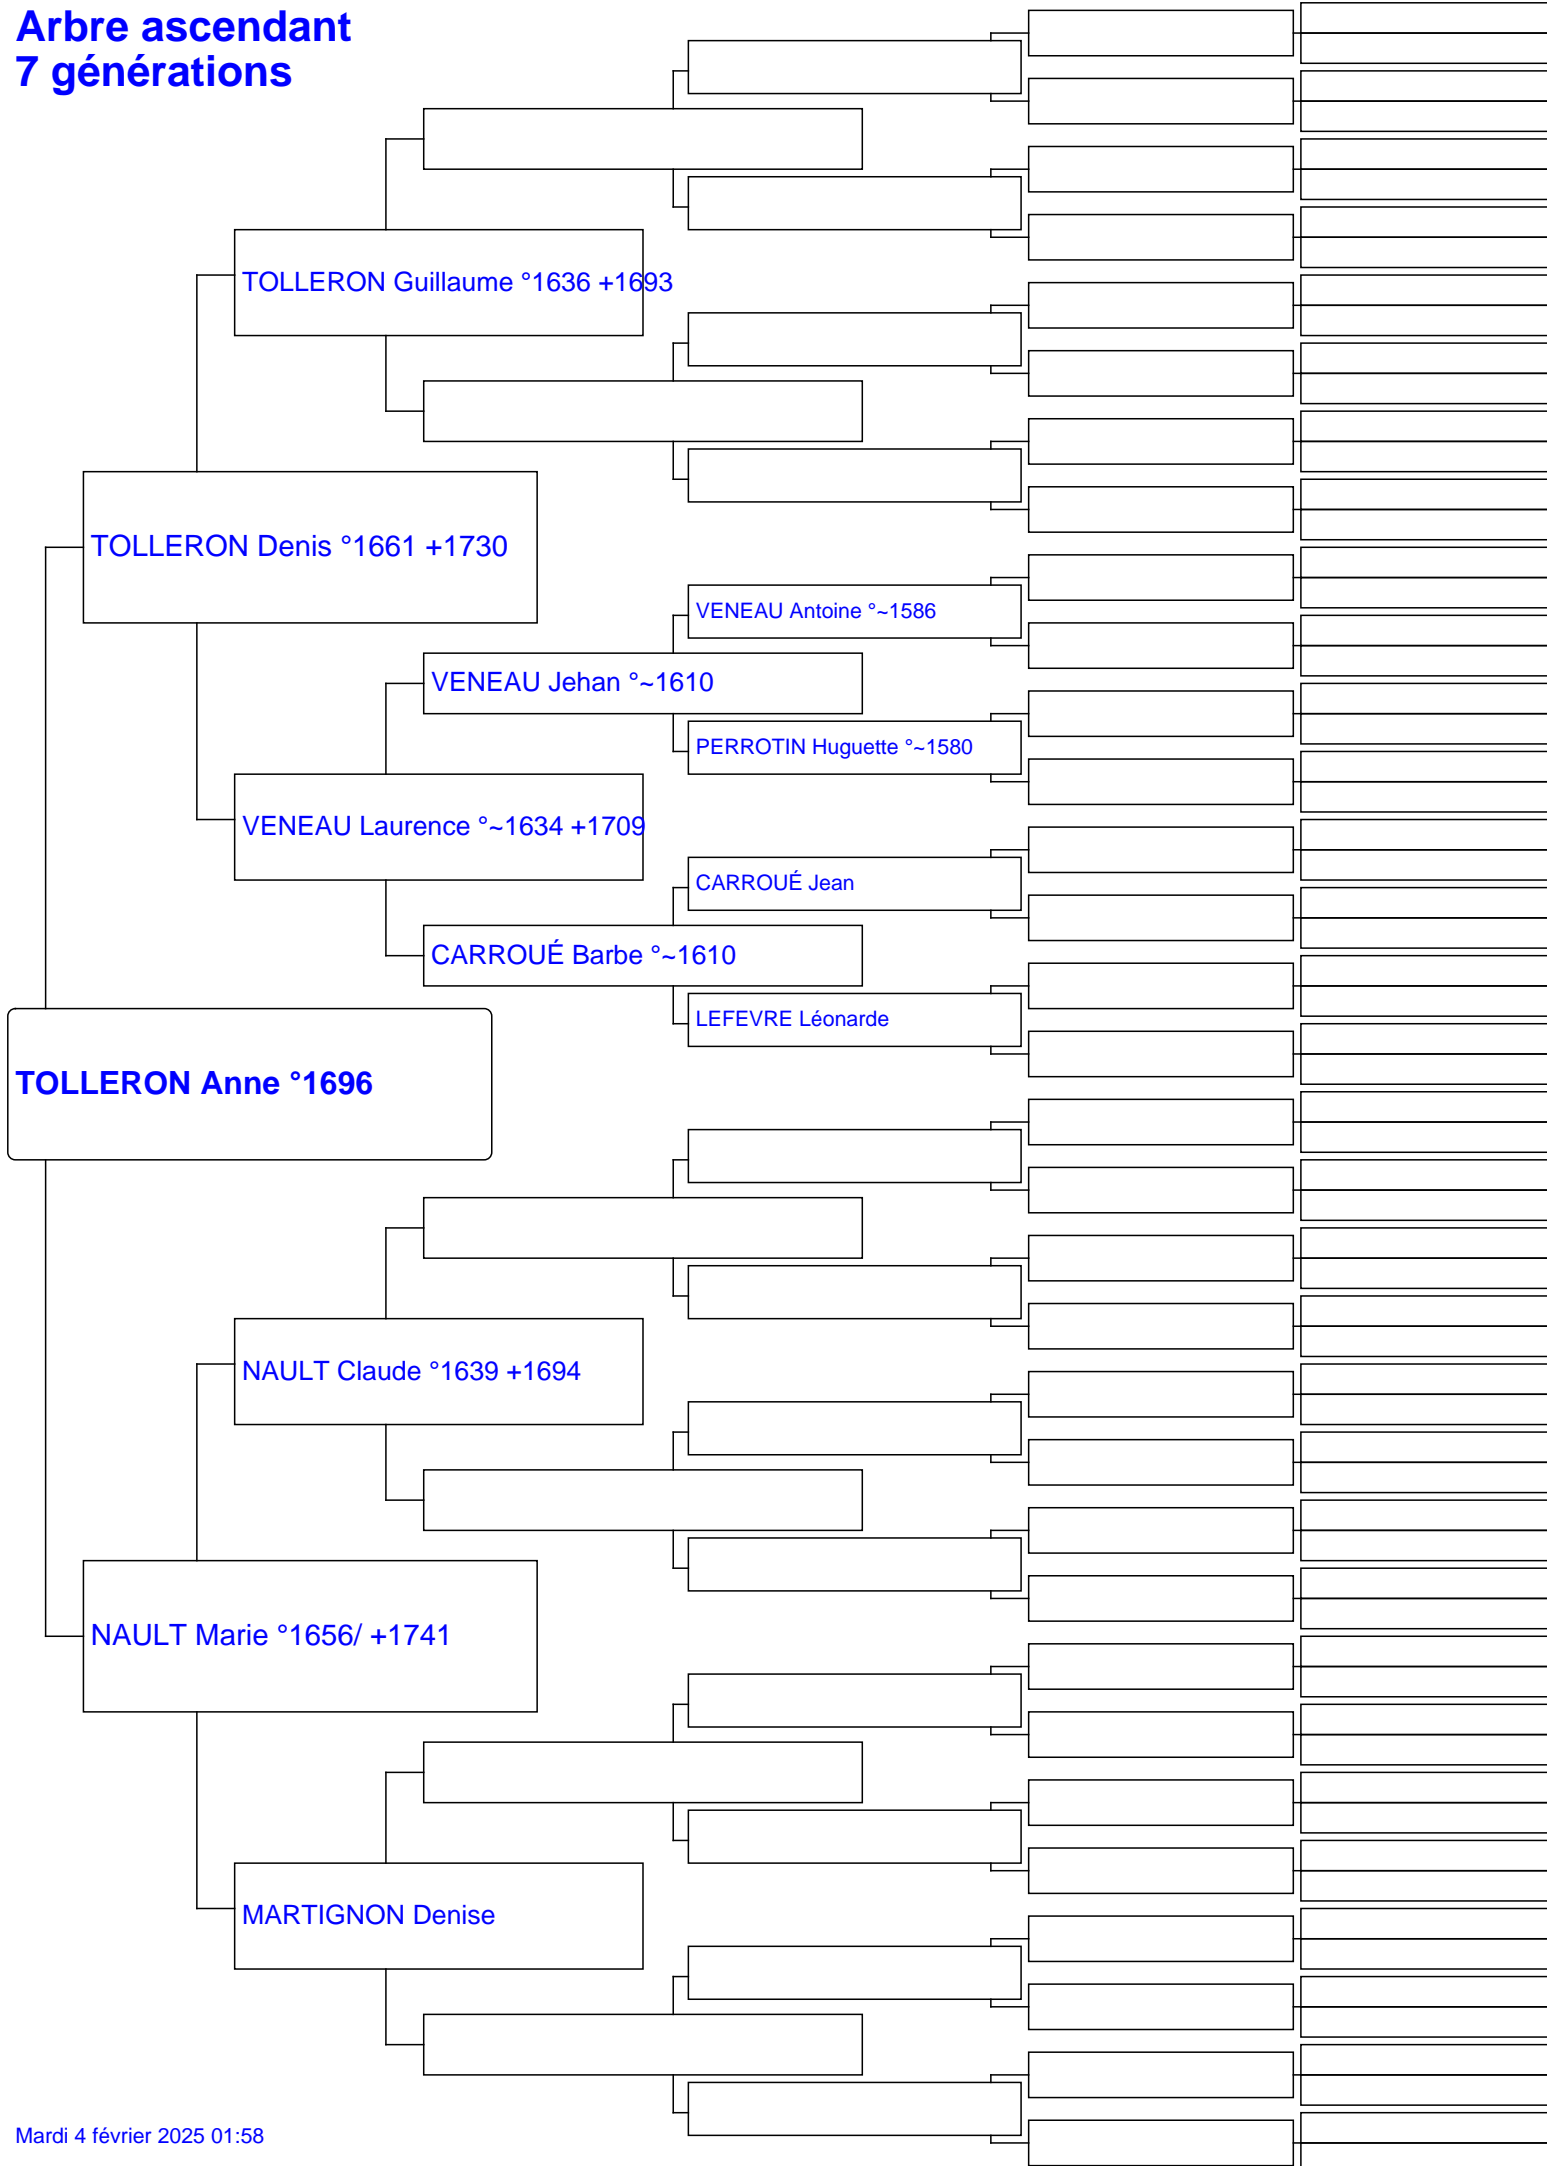 Arbre ascendant
7 générations
TOLLERON Guillaume °1636 +1693
TOLLERON Denis °1661 +1730
VENEAU Antoine °~1586
VENEAU Jehan °~1610
PERROTIN Huguette °~1580
VENEAU Laurence °~1634 +1709
CARROUÉ Jean
CARROUÉ Barbe °~1610
LEFEVRE Léonarde
TOLLERON Anne °1696
NAULT Claude °1639 +1694
NAULT Marie °1656/ +1741
MARTIGNON Denise
Mardi 4 février 2025 01:58